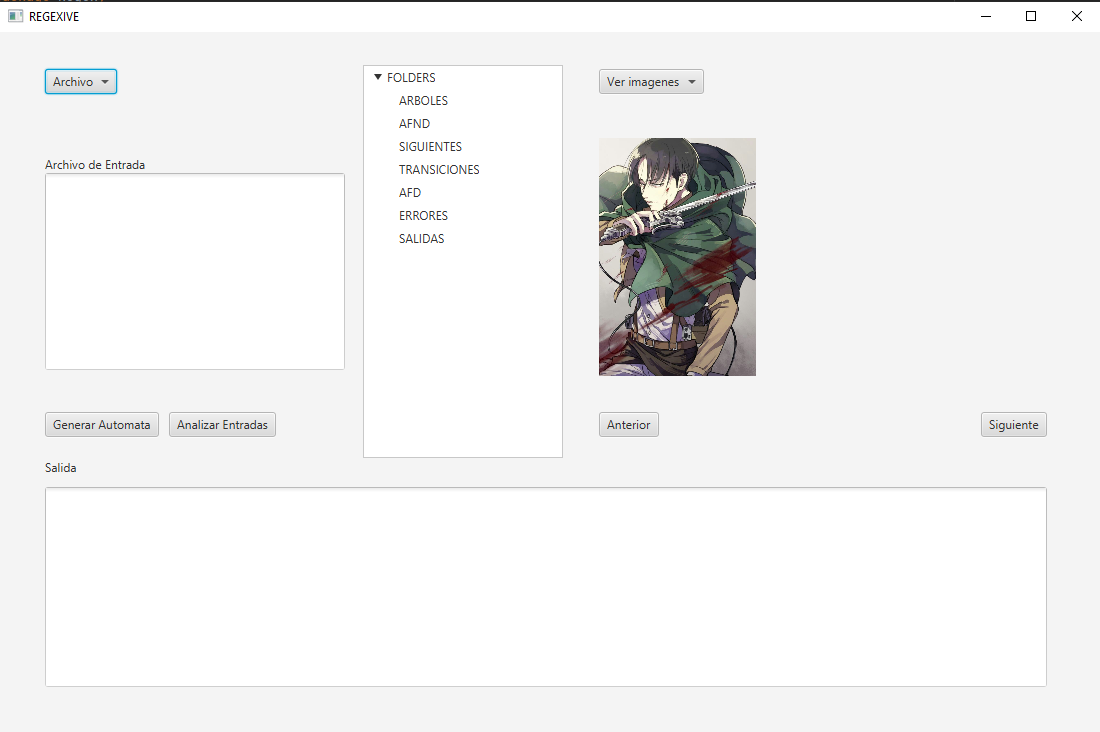 REGEXIVE
Archivo
Archivo de Entrada
Generar Automata
Analizar Entradas
FOLDERS
ARBOLES
AFND
SIGUIENTES
TRANSICIONES
AFD
ERRORES
SALIDAS
Ver imagenes
Anterior
Siguiente
Salida